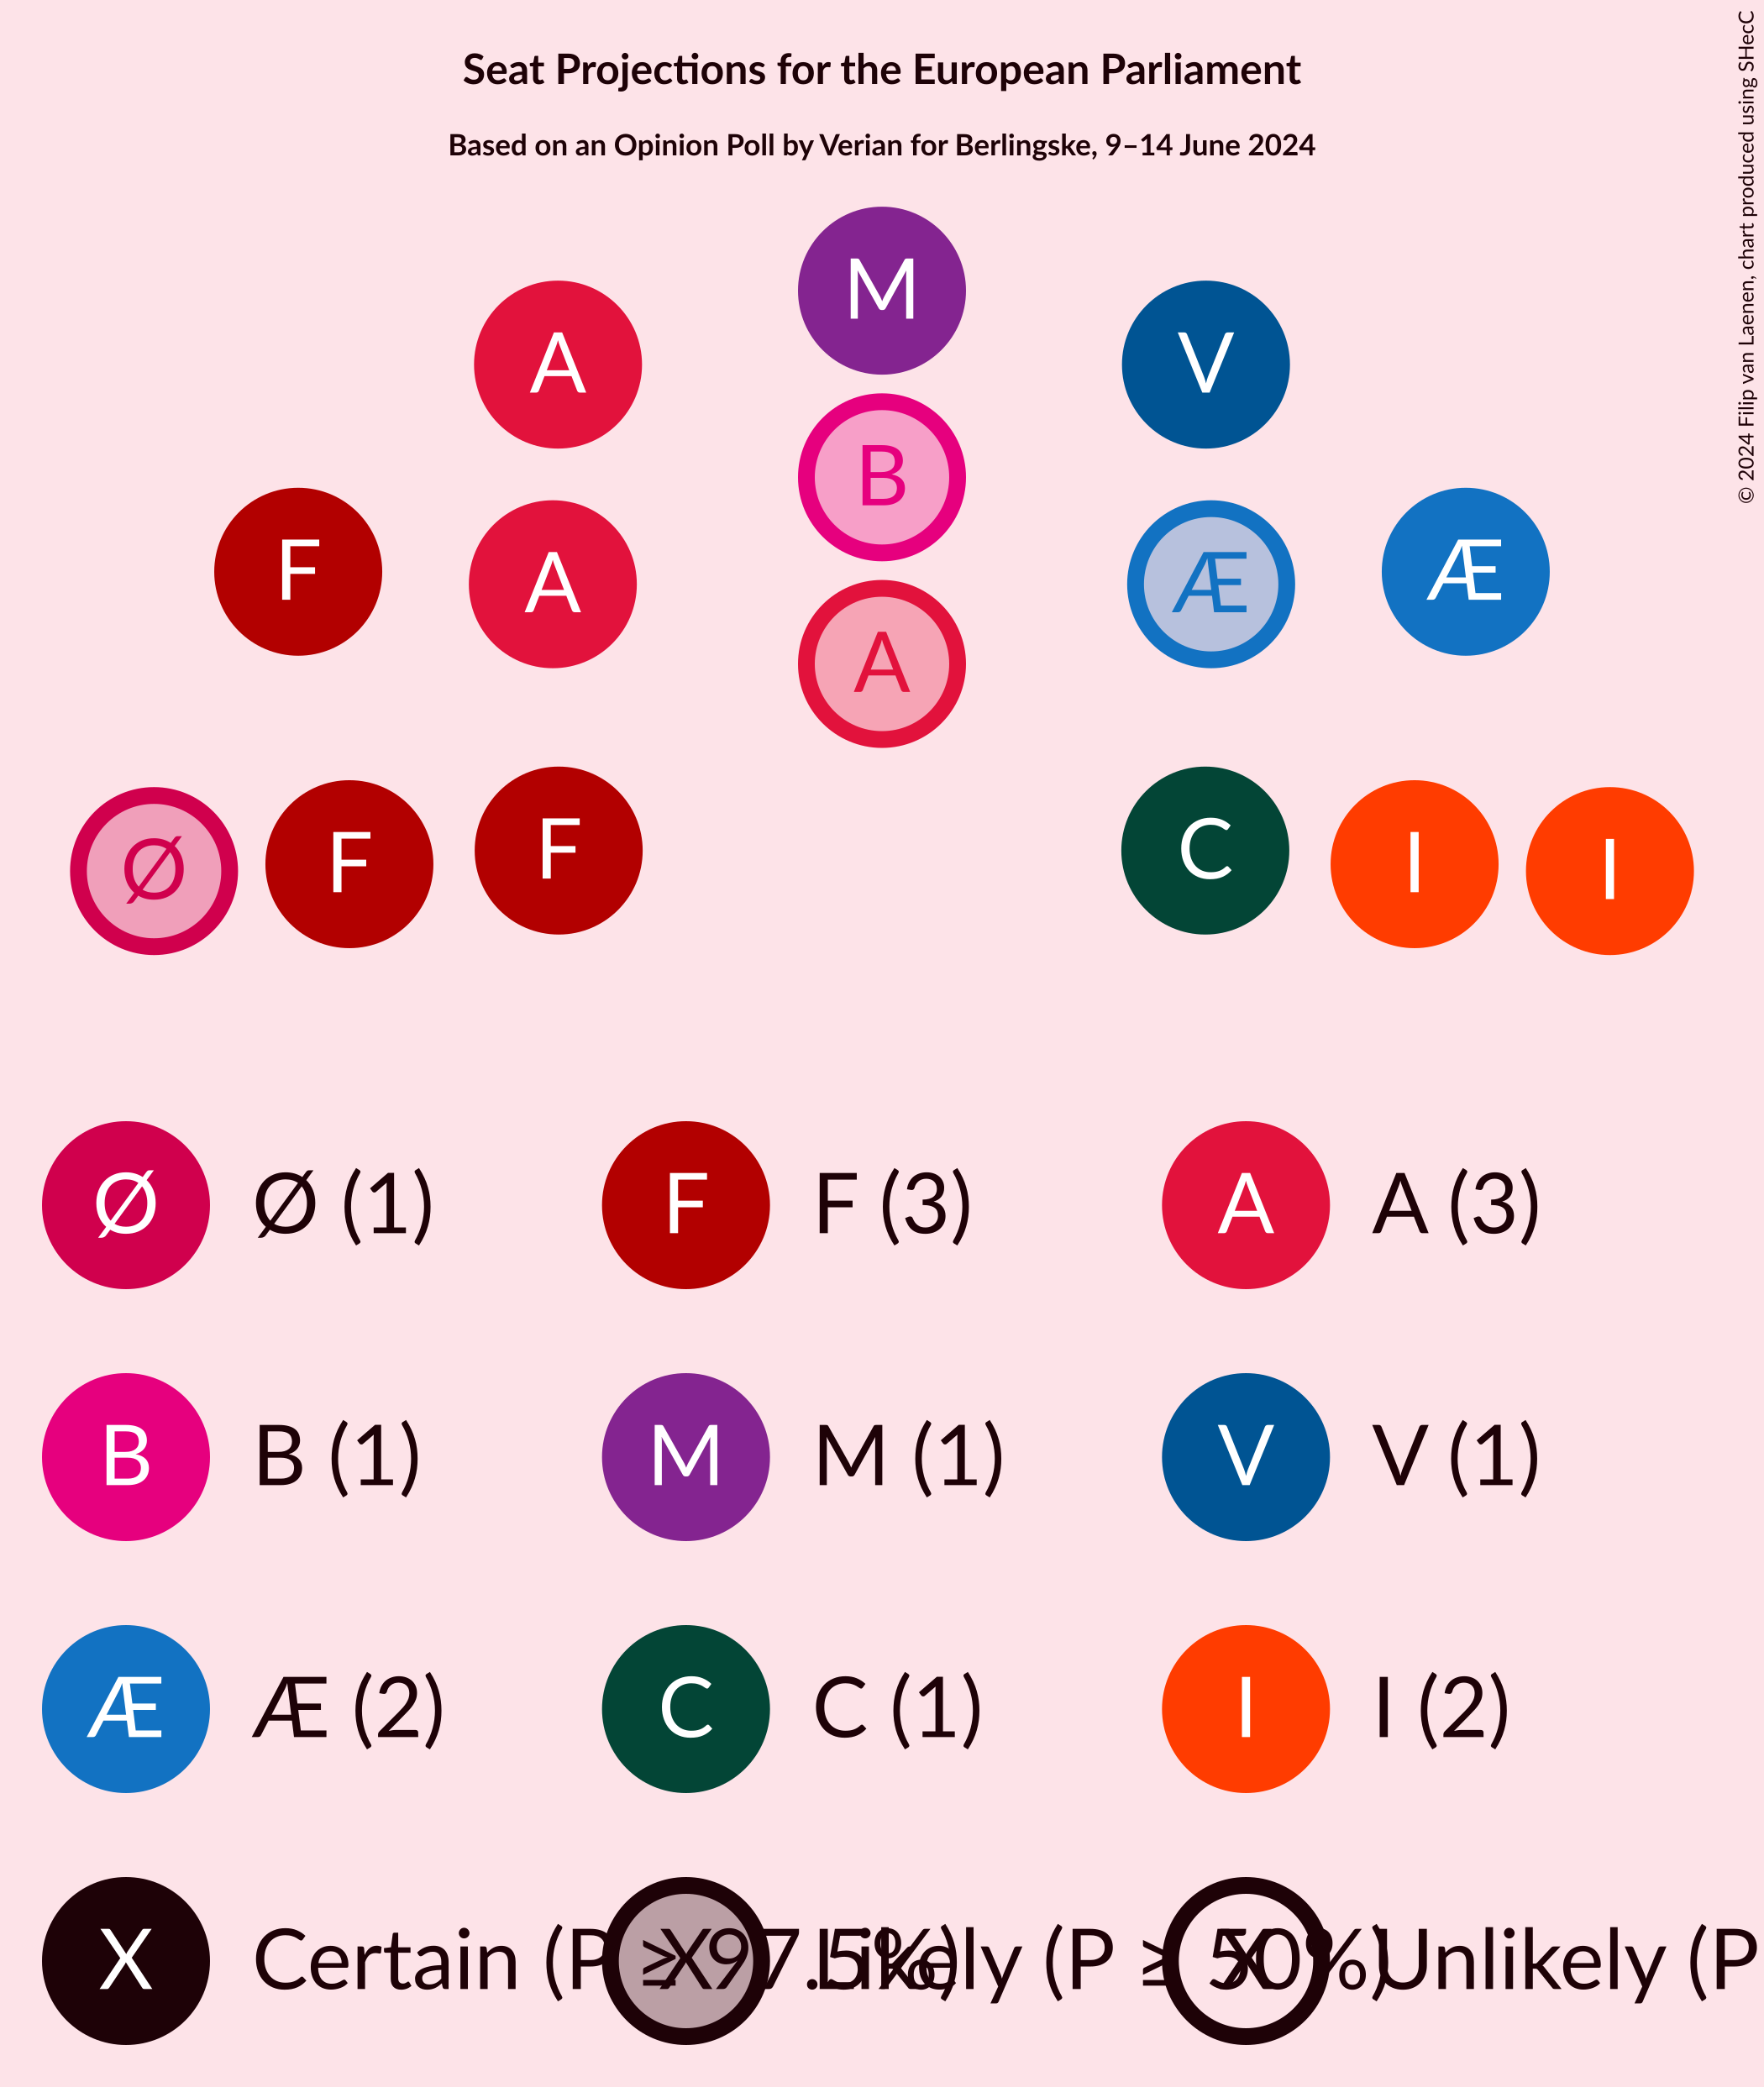 Seat Projections for the European Parliament
Based on an Opinion Poll by Verian for Berlingske, 9–14 June 2024
© 2024 Filip van Laenen, chart produced using SHecC
M
A
V
B
F
A
Æ
Æ
A
Ø
F
F
C
I
I
Ø Ø (1)
F F (3)
A A (3)
B B (1)
M M (1)
V V (1)
Æ Æ (2)
C C (1)
I I (2)
X Certain (P ≥ 97.5%)
X Likely (P ≥ 50%)
X Unlikely (P